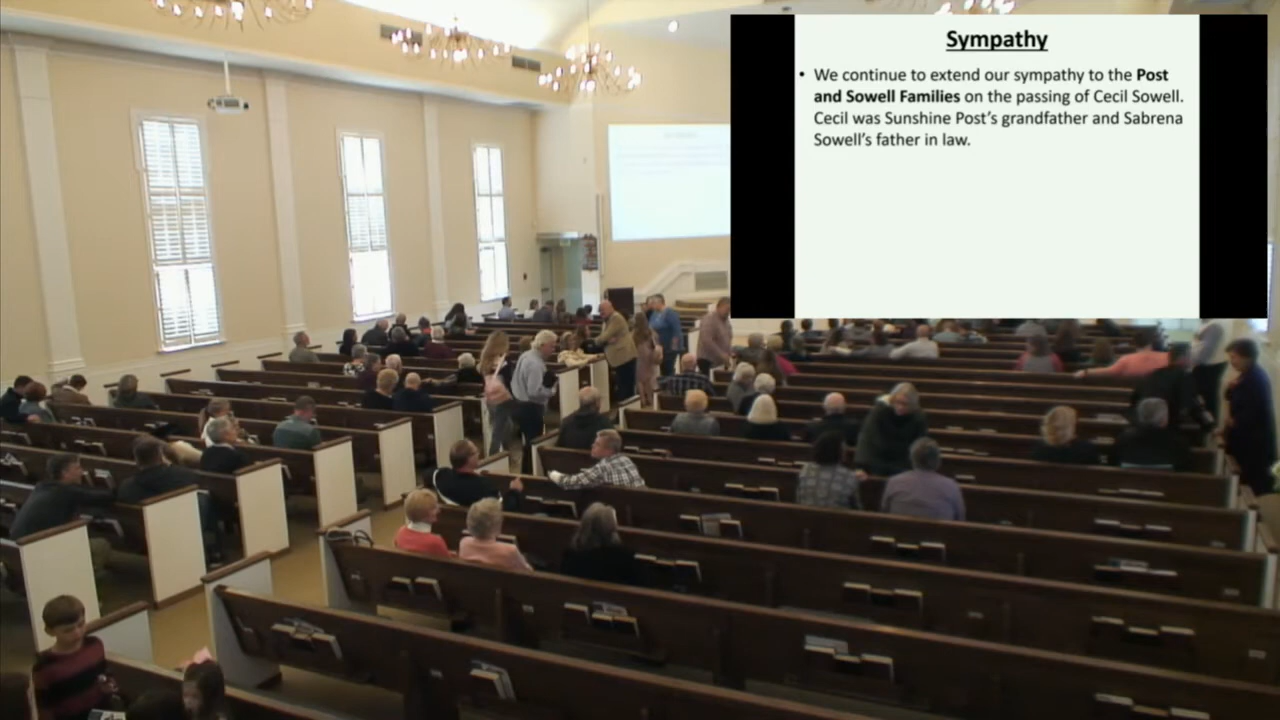 Sympathy
• We continue to extend our sympathy to the Post
and Sowell Families on the passing of Cecil Sowell.
Cecil was Sunshine Post's grandfather and Sabrena
Sowell's father in law.